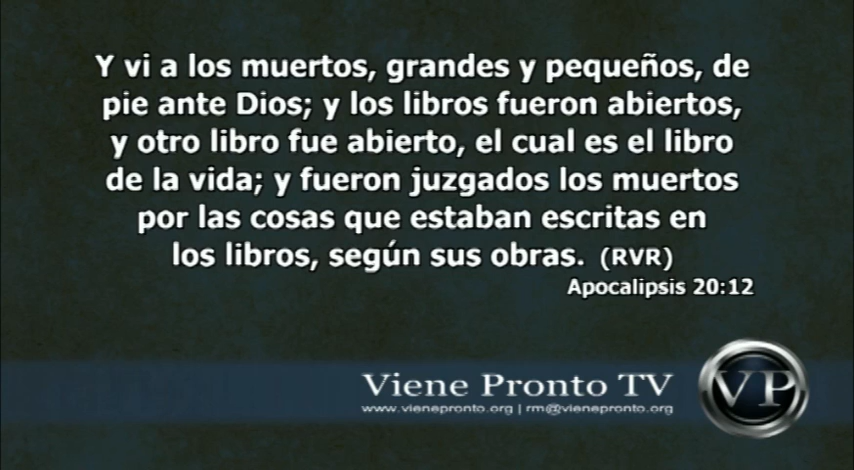 Y vi a los muertos, grandes y pequeños, de
pie ante Dios; y los libros fueron abiertos,
y otro libro fue abierto, el cual es el libro
de la vida; y fueron juzgados los muertos
por las cosas que estaban escritas en
los libros, según sus obras. (RVR)
Apocalipsis 20:12
Viene Pronto TV
www.vienepronto.org | rm@vienepronto.org
VP